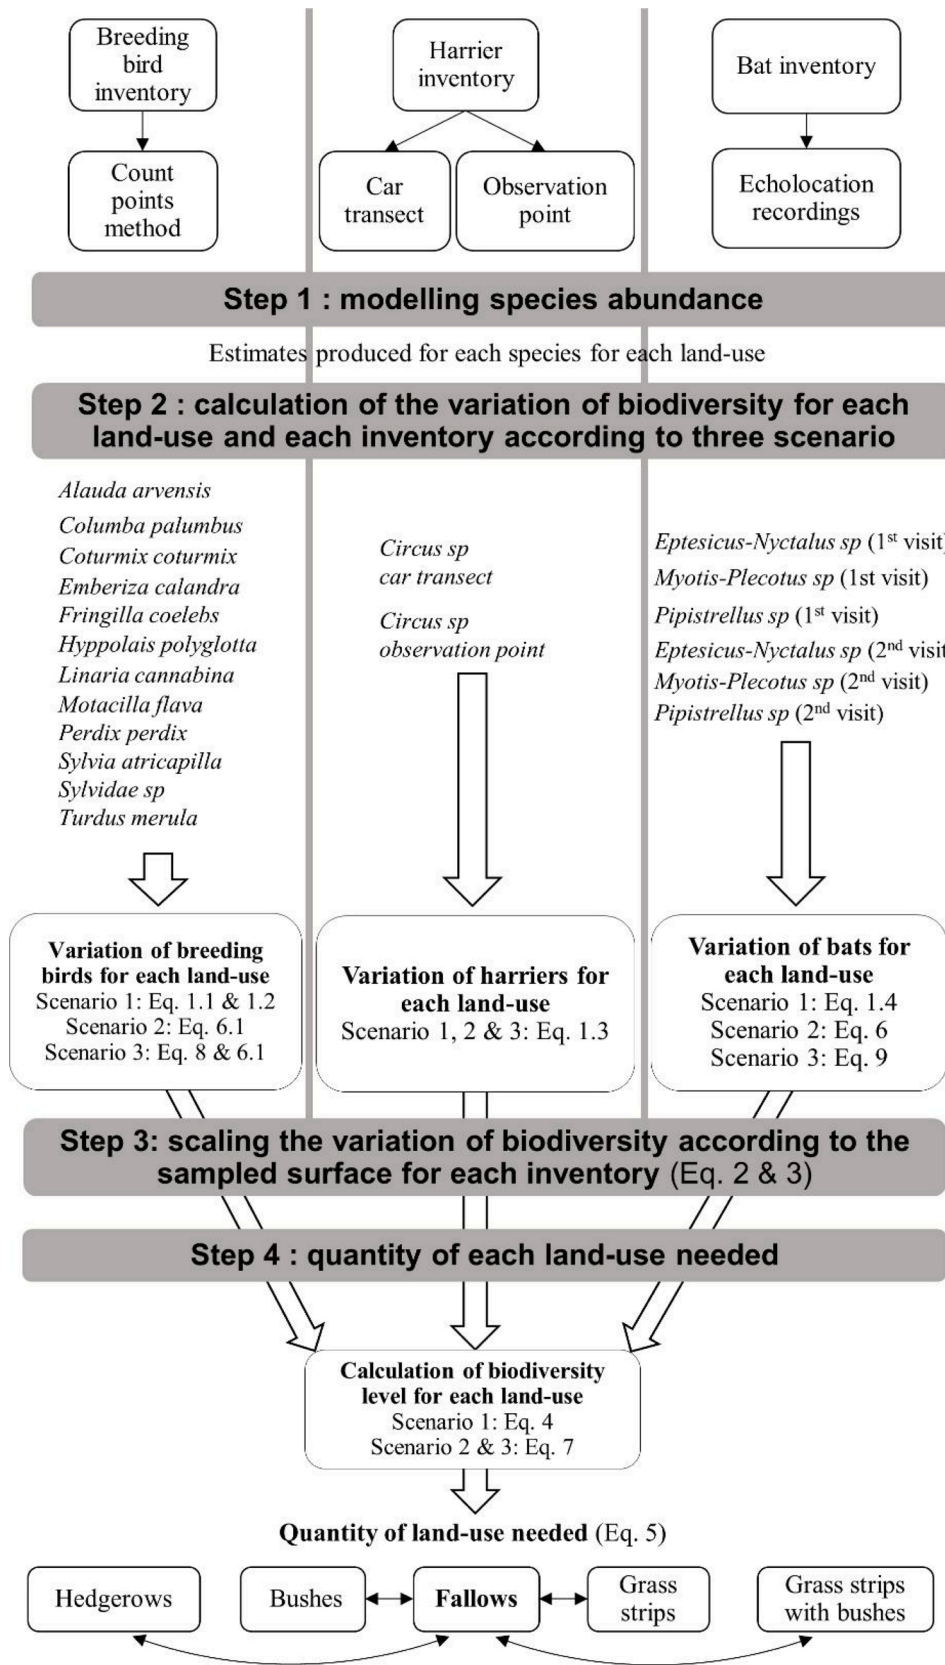 Breeding
bird
inventory
Harrier
inventory
Bat inventory
Count
points
method
Car
transect
Observation
point
Echolocation
recordings
Step 1 : modelling species abundance
Estimates produced for each species for each land-use
Step 2 : calculation of the variation of biodiversity for each
land-use and each inventory according to three scenario
Alauda arvensis
Columba palumbus
Coturmix coturmix
Emberiza calandra
Fringilla coelebs
Hyppolais polyglotta
Linaria cannabina
Motacilla flava
Perdix perdix
Sylvia atricapilla
Sylvidae sp
Turdus merula
Circus sp
car transect
Circus sp
observation point
Eptesicus-Nyctalus sp (1st visit)
Myotis-Plecotus sp (1st visit)
Pipistrellus sp (1st visit)
Eptesicus-Nyctalus sp (2nd visit
Myotis-Plecotus sp (2nd visit)
Pipistrellus sp (2nd visit)
Variation of breeding
birds for each land-use
Scenario 1: Eq. 1.1 & 1.2
Scenario 2: Eq. 6.1
Scenario 3: Eq. 8 & 6.1
Variation of harriers for
each land-use
Scenario 1, 2 & 3: Eq. 1.3
Variation of bats for
each land-use
Scenario 1: Eq. 1.4
Scenario 2: Eq. 6
Scenario 3: Eq. 9
Step 3: scaling the variation of biodiversity according to the
sampled surface for each inventory (Eq. 2 & 3)
Step 4 : quantity of each land-use needed
Calculation of biodiversity
level for each land-use
Scenario 1: Eq. 4
Scenario 2 & 3: Eq. 7
Quantity of land-use needed (Eq. 5)
Hedgerows
Bushes
Fallows
Grass
strips
Grass strips
with bushes